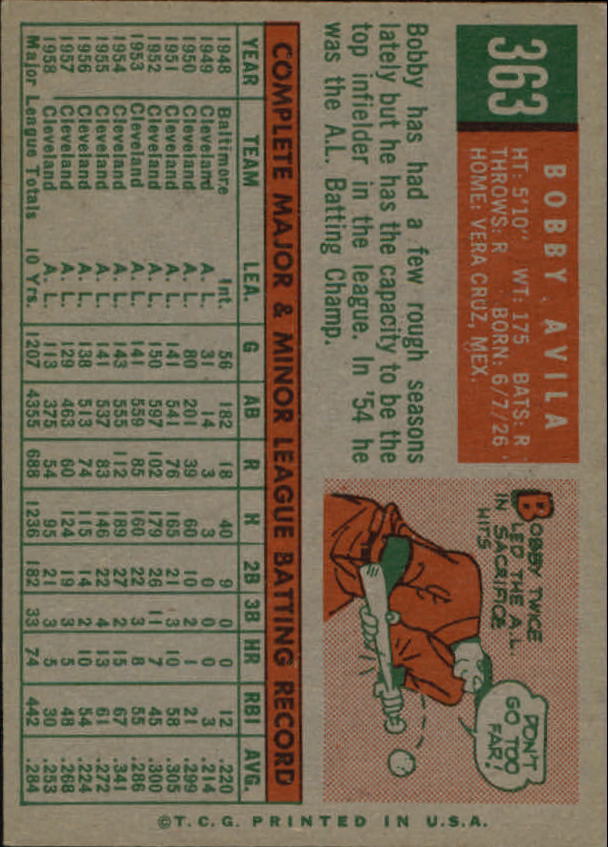 363
BOBBY AVILA
HT: 5'10" WT: 175 BATS: R
THROWS: R BORN: 6/7/26
HOME: VERA CRUZ, MEX.
Bobby has had a few rough seasons
lately but he has the capacity to be the
top infielder in the league. In '54 he
was the A.L. Batting Champ.
BOBBY TWICE
LED THE A.L.
IN SACRIFICE
HITS
DON'T
GO TOO
FAR!
COMPLETE MAJOR & MINOR LEAGUE BATTING RECORD
YEAR TEAM LEA. G AB R H 2B 3B HR RBI AVG.
1948 Baltimore Int. 56 182 18 40 9 0 0 12 .220
1949 Cleveland A. L. 31 14 3 3 0 0 0 3 .214
1950 Cleveland A. L. 80 201 39 60 10 2 1 21 .299
1951 Cleveland A. L. 141 541 76 165 21 3 10 58 .305
1952 Cleveland A. L. 150 597 102 179 26 11 7 45 .300
1953 Cleveland A. L. 141 559 85 160 22 3 8 55 .286
1954 Cleveland A. L. 143 555 112 189 27 2 15 67 .341
1955 Cleveland A. L. 141 537 83 146 22 4 13 61 .272
1956 Cleveland A. L. 138 513 74 115 14 2 10 54 .224
1957 Cleveland A. L. 129 463 60 124 19 3 5 48 .268
1958 Cleveland A. L. 113 375 54 95 21 3 5 30 .253
Major League Totals 10 Yrs. 1207 4355 688 1236 182 33 74 442 .284
©T.C.G. PRINTED IN U.S.A.